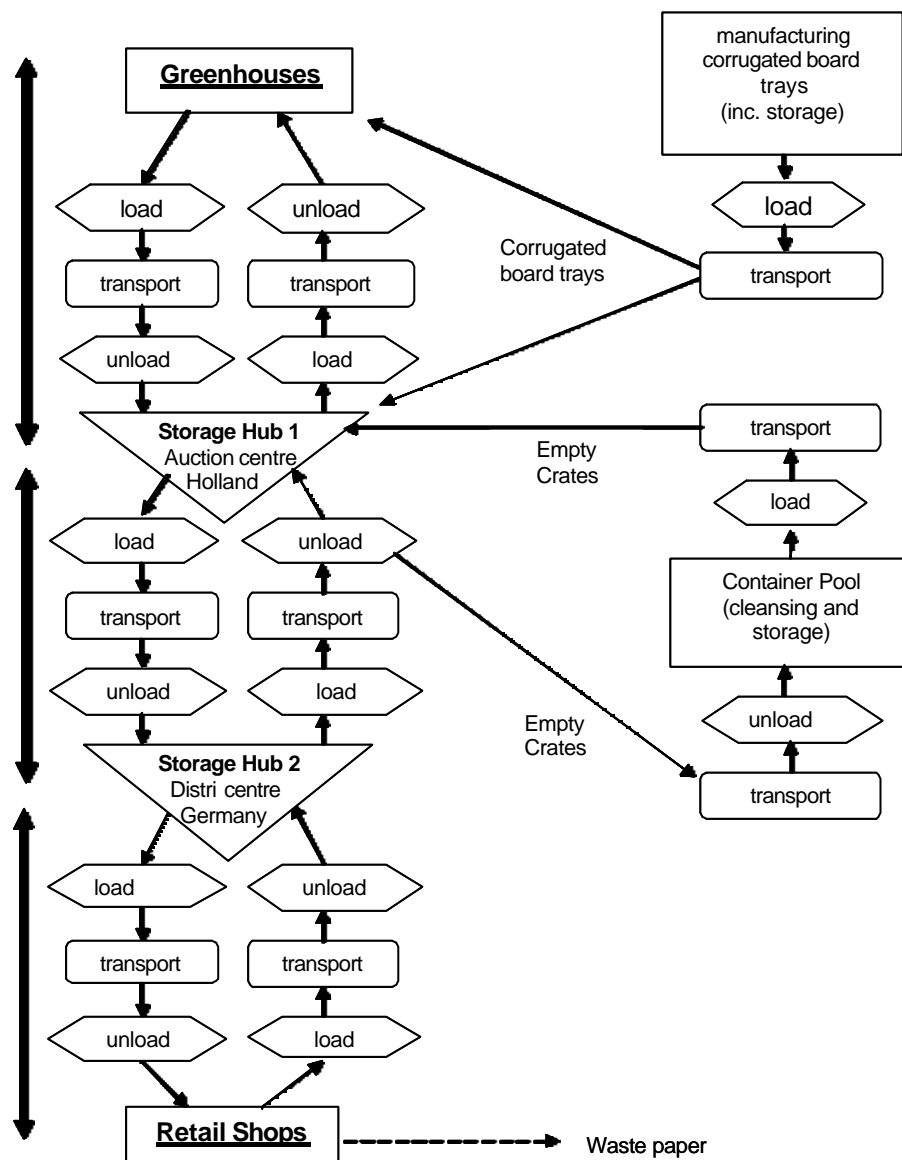 Greenhouses
manufacturing
corrugated board
trays
(inc. storage)
load
unload
load
transport
transport
Corrugated
board trays
transport
unload
load
Storage Hub 1
Auction centre
Holland
Empty
Crates
transport
load
load
unload
transport
transport
Container Pool
(cleansing and
storage)
unload
load
Empty
Crates
unload
Storage Hub 2
Distri centre
Germany
transport
load
unload
transport
transport
unload
load
Retail Shops
Waste paper